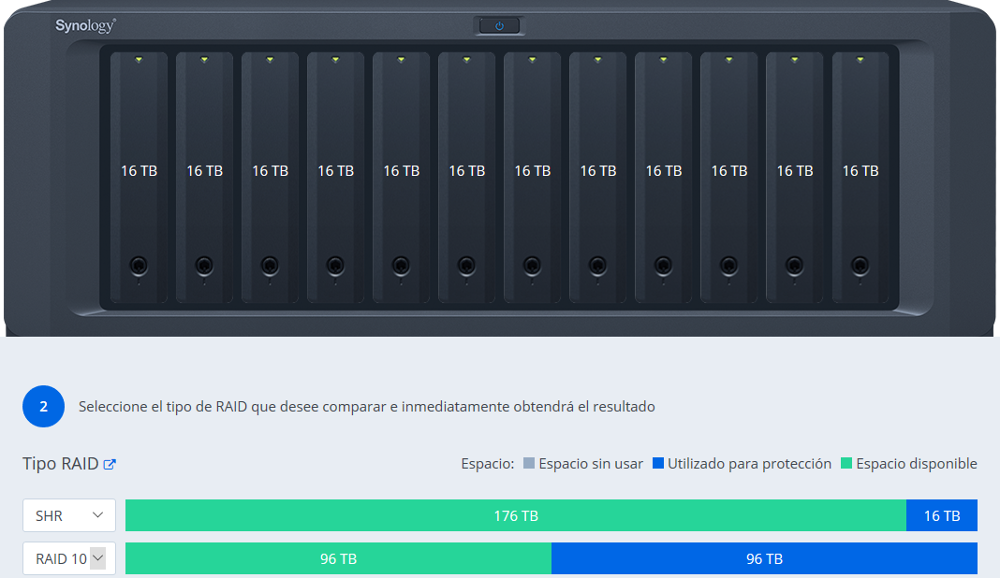 Synology®
16 TB 16 TB 16 TB 16 TB 16 TB 16 TB 16 TB 16 TB 16 TB 16 TB 16 TB 16 TB
2 Seleccione el tipo de RAID que desee comparar e inmediatamente obtendrá el resultado
Tipo RAID Espacio: Espacio sin usar Utilizado para protección Espacio disponible
SHR 176 TB 16 TB
RAID 10 96 TB 96 TB